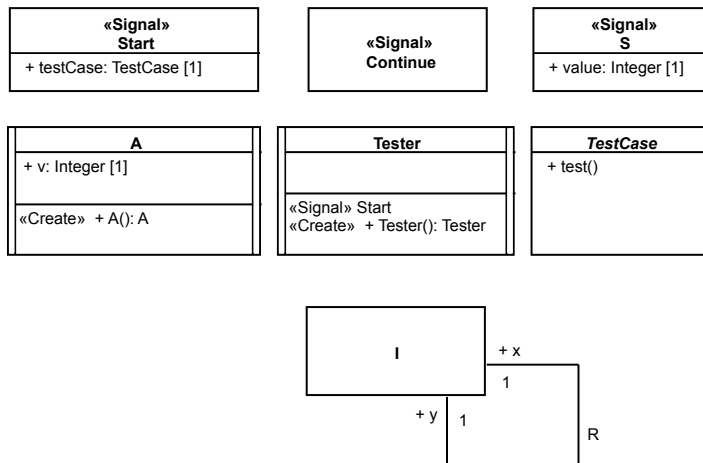 «Signal»
Start
+ testCase: TestCase [1]
«Signal»
Continue
«Signal»
S
+ value: Integer [1]
A
+ v: Integer [1]
«Create» + A(): A
Tester
«Signal» Start
«Create» + Tester(): Tester
TestCase
+ test()
I
+ x
1
+ y
1
R